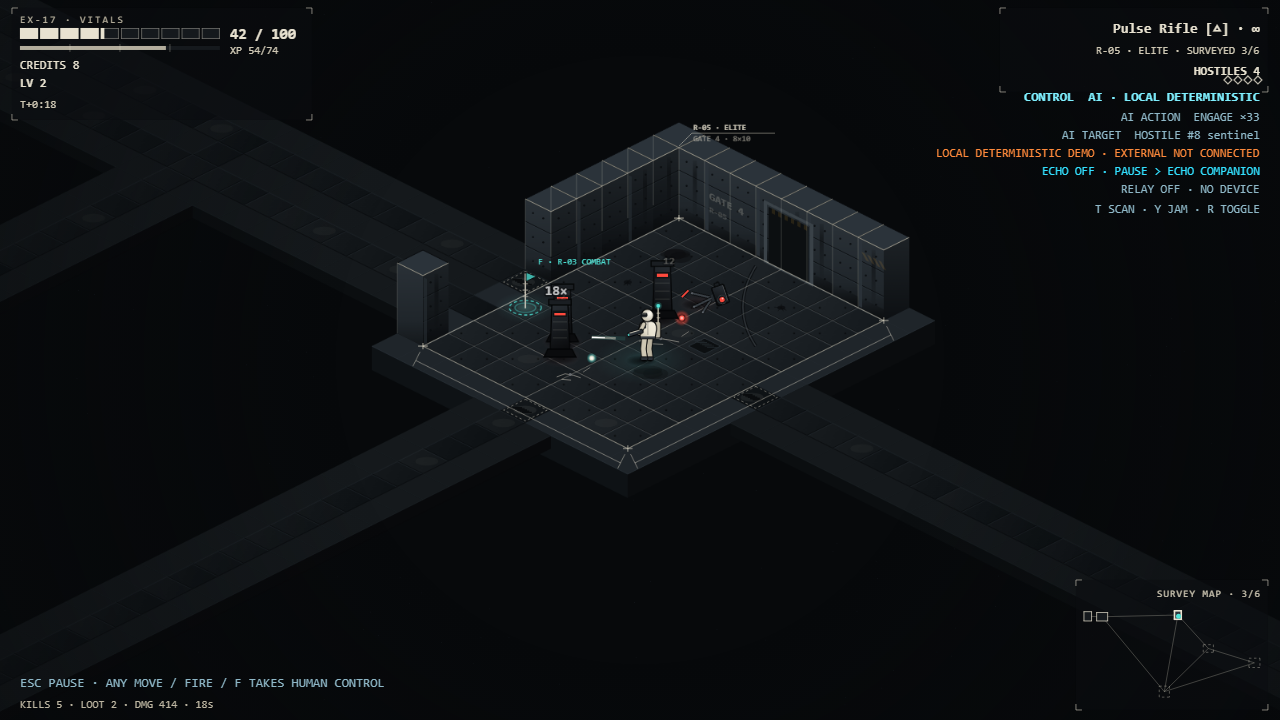 EX-17 · VITALS
42 / 100
XP 54/74
CREDITS 8
LV 2
T+0:18
Pulse Rifle [▲] · ∞
R-05 · ELITE · SURVEYED 3/6
HOSTILES 4
CONTROL AI · LOCAL DETERMINISTIC
AI ACTION ENGAGE ×33
AI TARGET HOSTILE #8 sentinel
LOCAL DETERMINISTIC DEMO · EXTERNAL NOT CONNECTED
ECHO OFF · PAUSE > ECHO COMPANION
RELAY OFF · NO DEVICE
T SCAN · Y JAM · R TOGGLE
R-05 · ELITE
GATE 4 · 8×10
GATE 4
R-05
F · R-03 COMBAT
12
18×
SURVEY MAP · 3/6
ESC PAUSE · ANY MOVE / FIRE / F TAKES HUMAN CONTROL
KILLS 5 · LOOT 2 · DMG 414 · 18s